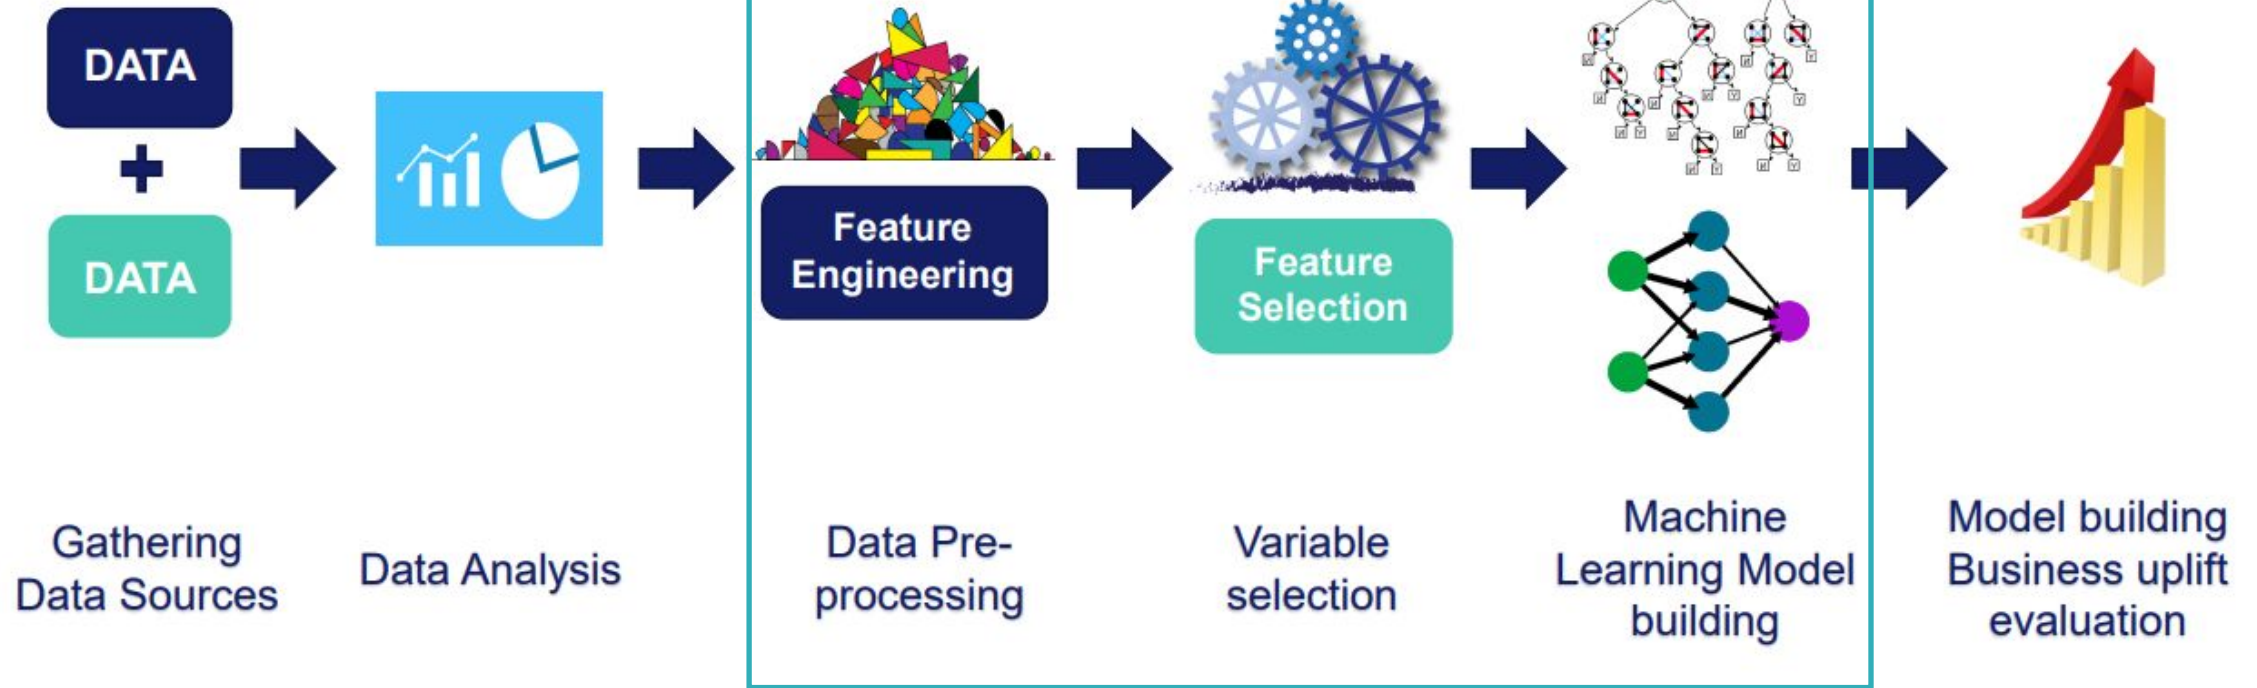 DATA
DATA
Feature
Engineering
Feature
Selection
Gathering
Data Sources
Data Analysis
Data Pre-
processing
Variable
selection
Machine
Learning Model
building
Model building
Business uplift
evaluation